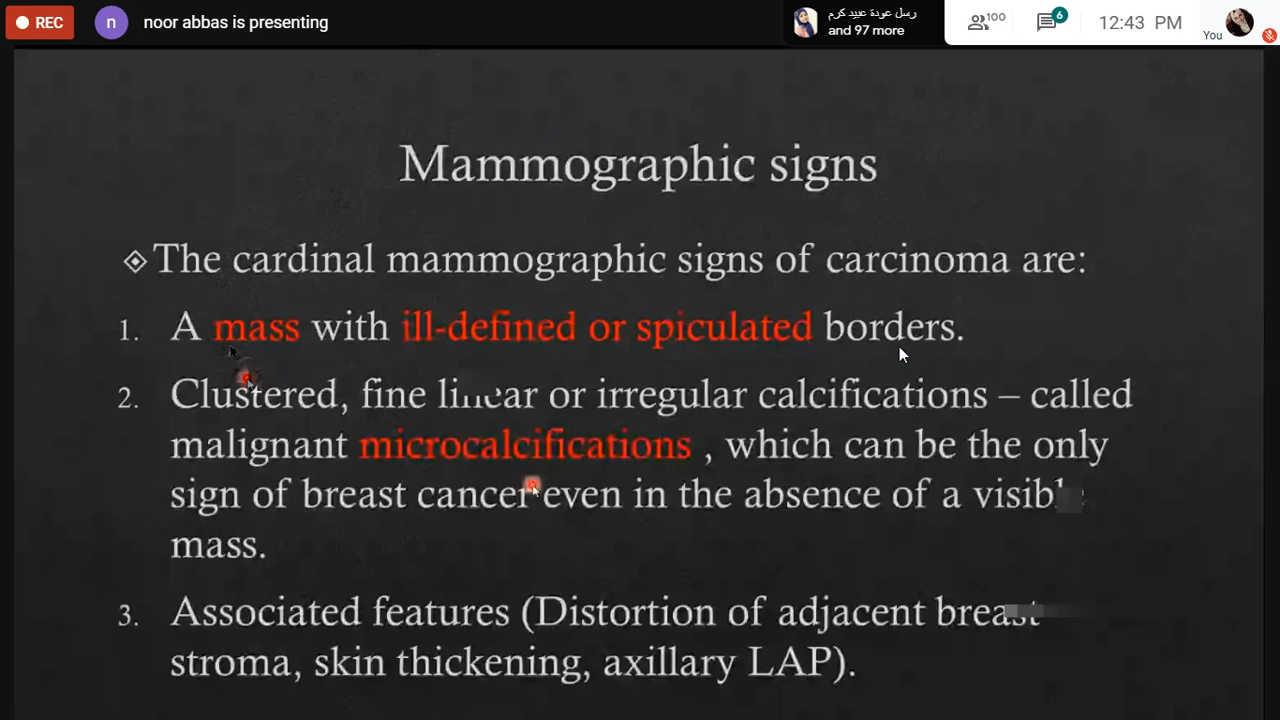 REC
n
noor abbas is presenting
رسل عودة عبيد كرم
and 97 more
100
6
12:43 PM
You
Mammographic signs
The cardinal mammographic signs of carcinoma are:
1. A mass with ill-defined or spiculated borders.
2. Clustered, fine linear or irregular calcifications – called
malignant microcalcifications , which can be the only
sign of breast cancer even in the absence of a visible
mass.
3. Associated features (Distortion of adjacent breast
stroma, skin thickening, axillary LAP).